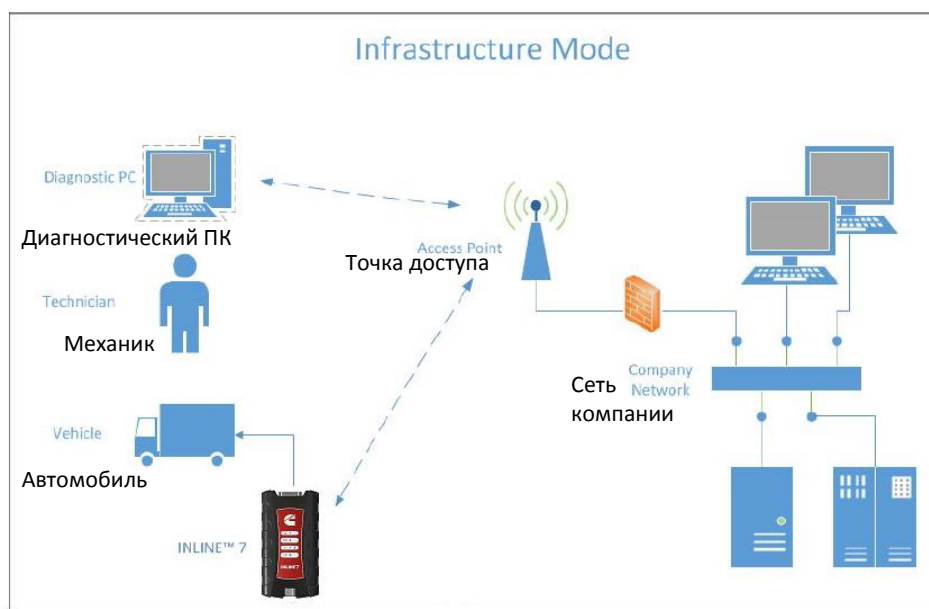 Infrastructure Mode
Diagnostic PC
Диагностический ПК
Access Point
Точка доступа
Technician
Механик
Company
Network
Сеть
компании
Vehicle
Автомобиль
INLINE™ 7
INLINE7